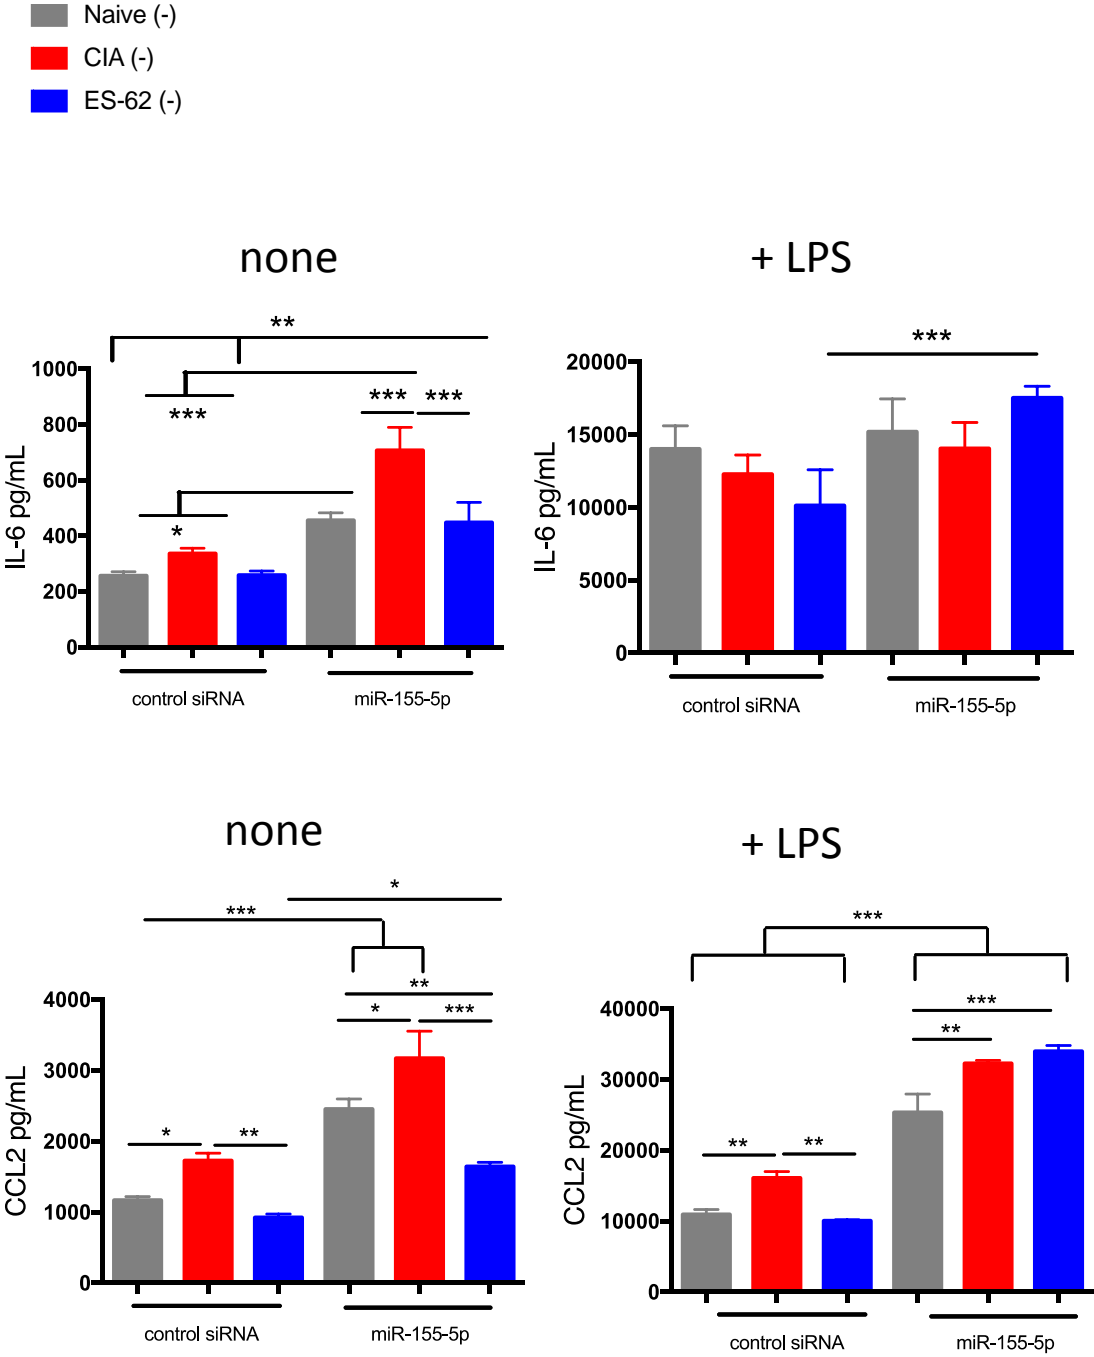 Naive (-)
CIA (-)
ES-62 (-)
none
**
1000
800
600
400
200
0
IL-6 pg/mL
***
***
***
*
control siRNA
miR-155-5p
+ LPS
***
20000
15000
10000
5000
0
IL-6 pg/mL
control siRNA
miR-155-5p
none
*
***
**
*
***
4000
3000
2000
1000
0
CCL2 pg/mL
*
**
control siRNA
miR-155-5p
+ LPS
***
***
**
40000
30000
20000
10000
0
CCL2 pg/mL
**
**
control siRNA
miR-155-5p